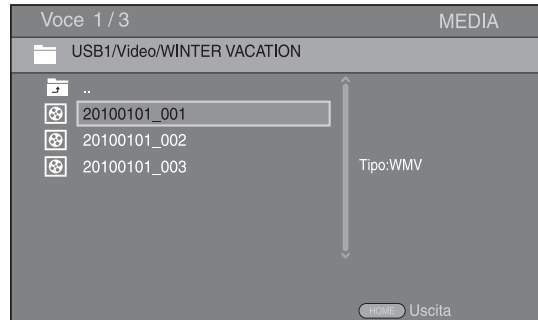 Voce 1 / 3 MEDIA
USB1/Video/WINTER VACATION
..
20100101_001
20100101_002
20100101_003
Tipo:WMV
HOME Uscita